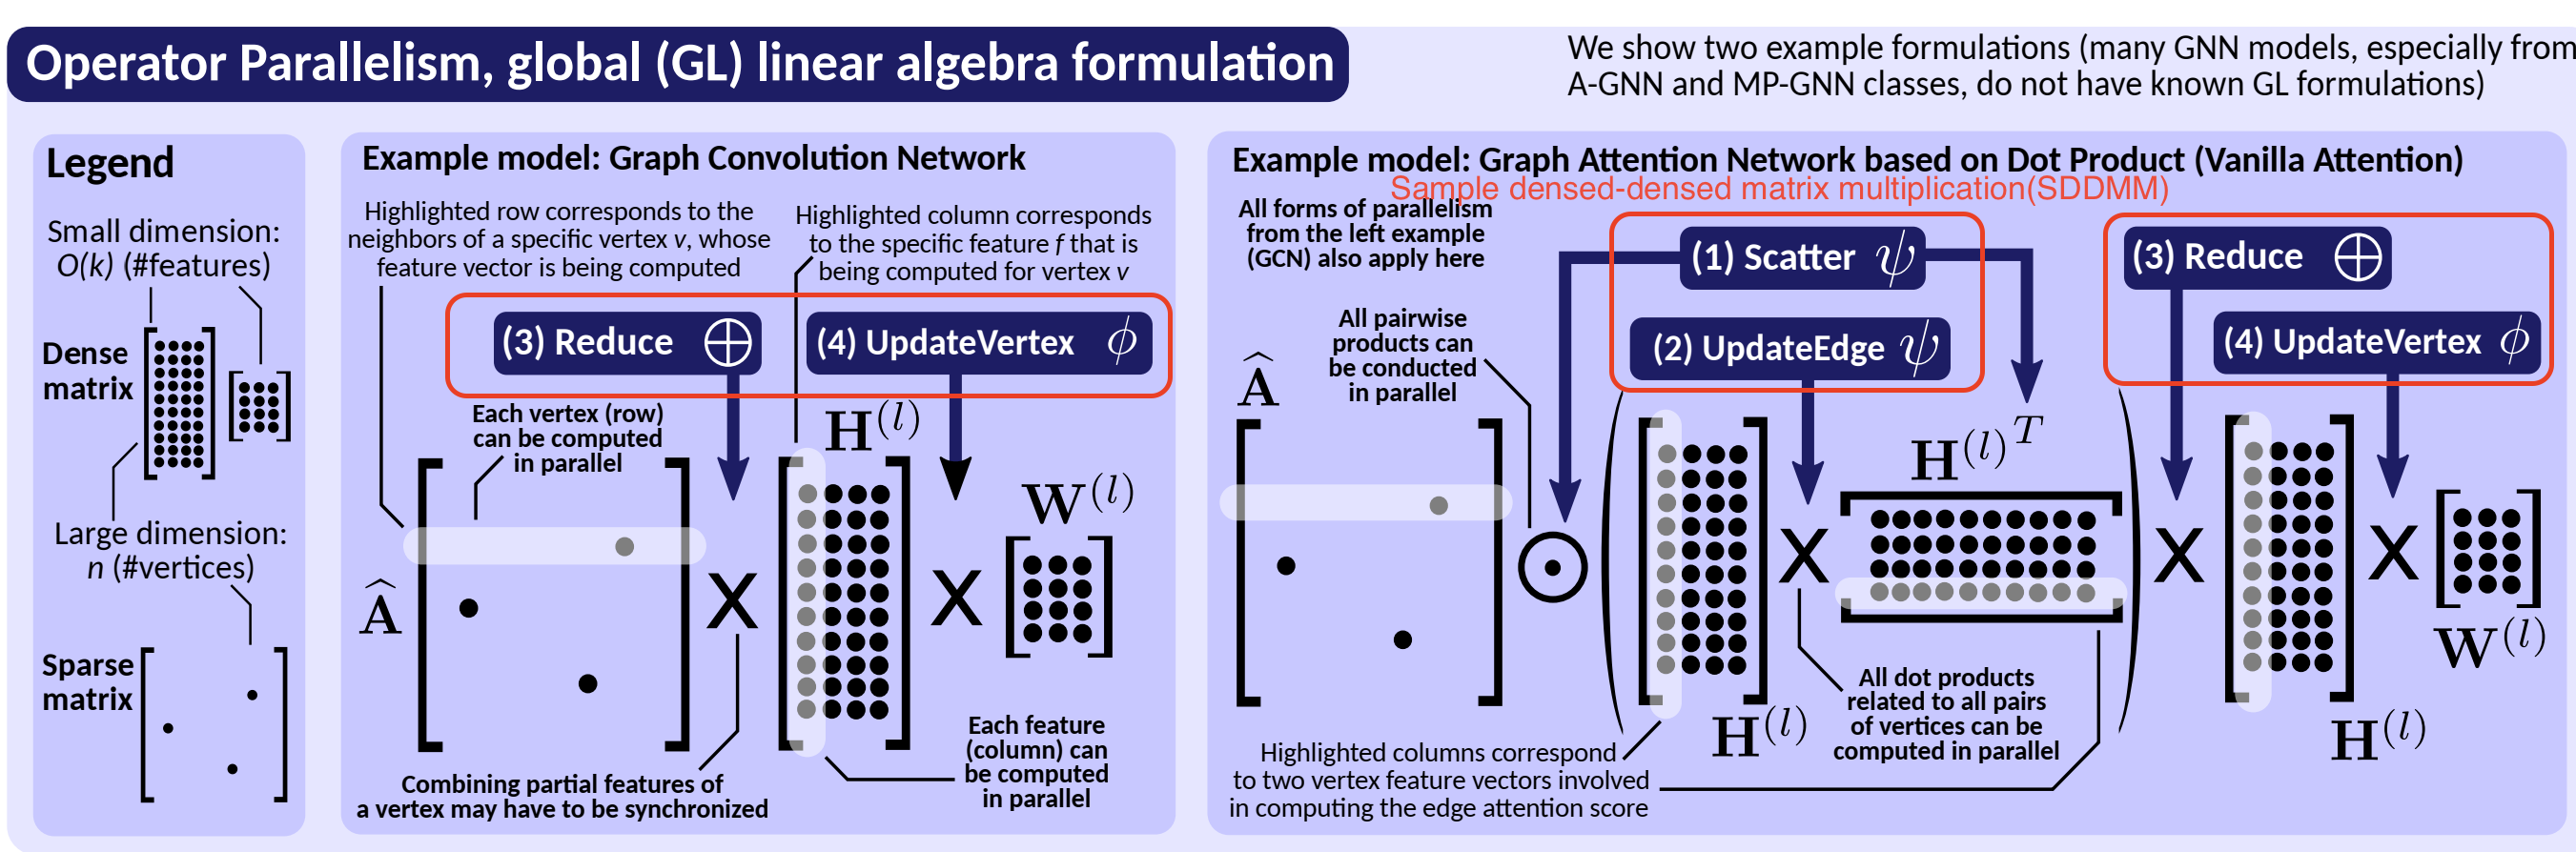 Operator Parallelism, global (GL) linear algebra formulation
We show two example formulations (many GNN models, especially from
A-GNN and MP-GNN classes, do not have known GL formulations)
Legend
Small dimension:
O(k) (#features)
Dense
matrix
Large dimension:
n (#vertices)
Sparse
matrix
Example model: Graph Convolution Network
Highlighted row corresponds to the
neighbors of a specific vertex v, whose
feature vector is being computed
Highlighted column corresponds
to the specific feature f that is
being computed for vertex v
(3) Reduce ⊕
(4) UpdateVertex ϕ
Each vertex (row)
can be computed
in parallel
H^(l)
W^(l)
Â
X
X
Each feature
(column) can
be computed
in parallel
Combining partial features of
a vertex may have to be synchronized
Example model: Graph Attention Network based on Dot Product (Vanilla Attention)
Sample densed-densed matrix multiplication(SDDMM)
All forms of parallelism
from the left example
(GCN) also apply here
(1) Scatter ψ
(2) UpdateEdge ψ
(3) Reduce ⊕
(4) UpdateVertex ϕ
All pairwise
products can
be conducted
in parallel
Â
⊙
H^(l)^T
X
X
X
W^(l)
H^(l)
H^(l)
All dot products
related to all pairs
of vertices can be
computed in parallel
Highlighted columns correspond
to two vertex feature vectors involved
in computing the edge attention score